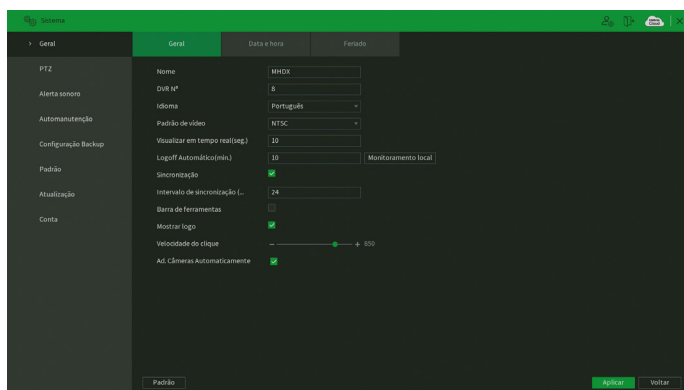 Sistema
Geral
PTZ
Alerta sonoro
Automanutenção
Configuração Backup
Padrão
Atualização
Conta
Geral Data e hora Feriado
Nome MHDX
DVR Nº 8
Idioma Português
Padrão de vídeo NTSC
Visualizar em tempo real(seg.) 10
Logoff Automático(min.) 10 Monitoramento local
Sincronização
Intervalo de sincronização (... 24
Barra de ferramentas
Mostrar logo
Velocidade do clique 850
Ad. Câmeras Automaticamente
Padrão Aplicar Voltar